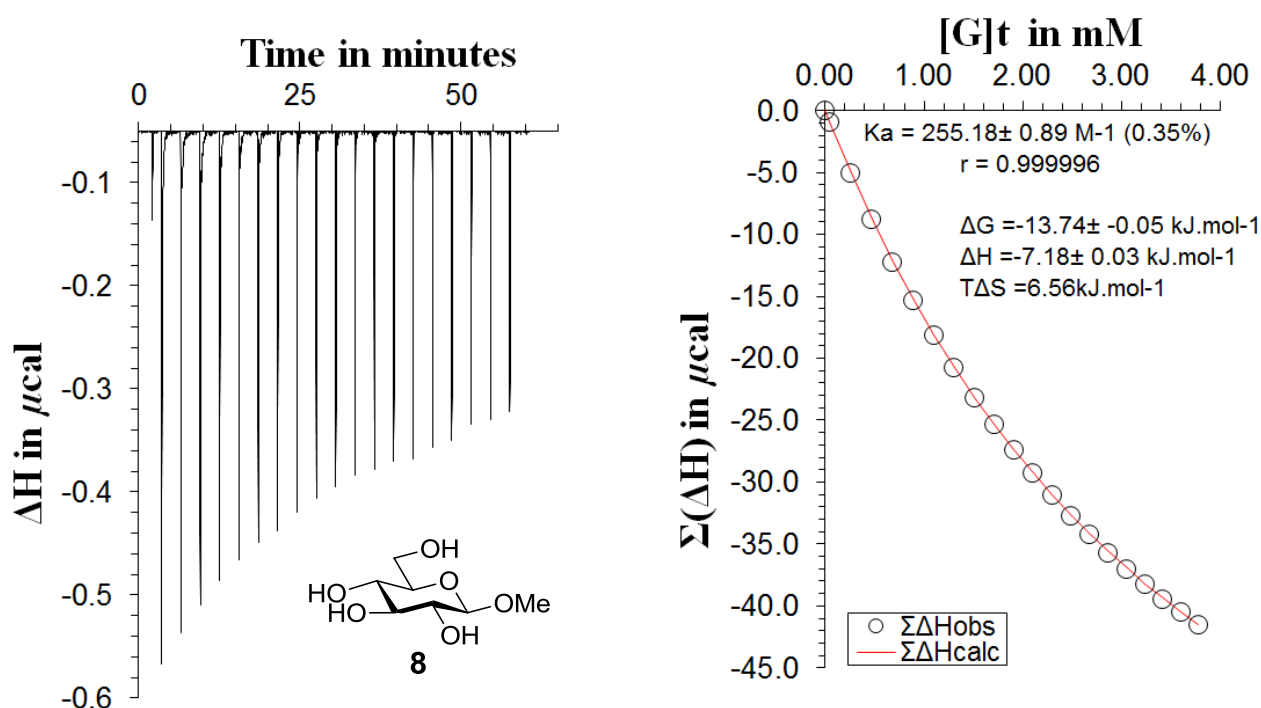 Time in minutes
0 25 50
-0.1
-0.2
-0.3
-0.4
-0.5
-0.6
ΔH in μcal
OH
HO
O
HO
OMe
OH
8
[G]t in mM
0.00 1.00 2.00 3.00 4.00
0.0
-5.0
-10.0
-15.0
-20.0
-25.0
-30.0
-35.0
-40.0
-45.0
Σ(ΔH) in μcal
Ka = 255.18± 0.89 M-1 (0.35%)
r = 0.999996
ΔG =-13.74± -0.05 kJ.mol-1
ΔH =-7.18± 0.03 kJ.mol-1
TΔS =6.56kJ.mol-1
ΣΔHobs
ΣΔHcalc